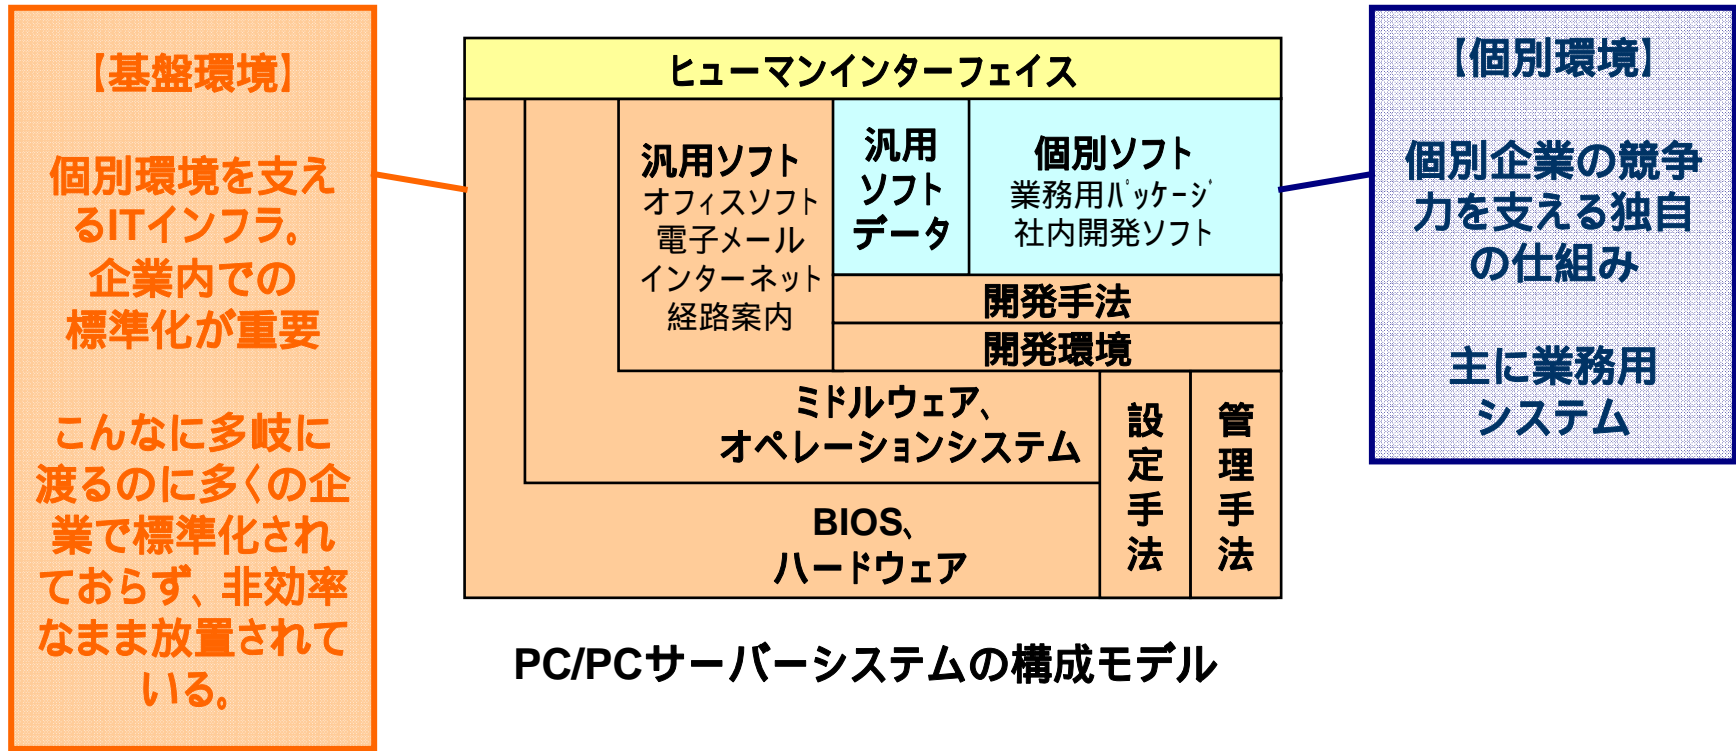 【基盤環境】
個別環境を支え
るITインフラ。
企業内での
標準化が重要
こんなに多岐に
渡るのに多くの企
業で標準化され
ておらず、非効率
なまま放置されて
いる。
ヒューマンインターフェイス
汎用ソフト
オフィスソフト
電子メール
インターネット
経路案内
汎用
ソフト
データ
個別ソフト
業務用ﾊﾟｯｹｰｼﾞ
社内開発ソフト
開発手法
開発環境
ミドルウェア、
オペレーションシステム
設
定
手
法
管
理
手
法
BIOS、
ハードウェア
PC/PCサーバーシステムの構成モデル
【個別環境】
個別企業の競争
力を支える独自
の仕組み
主に業務用
システム